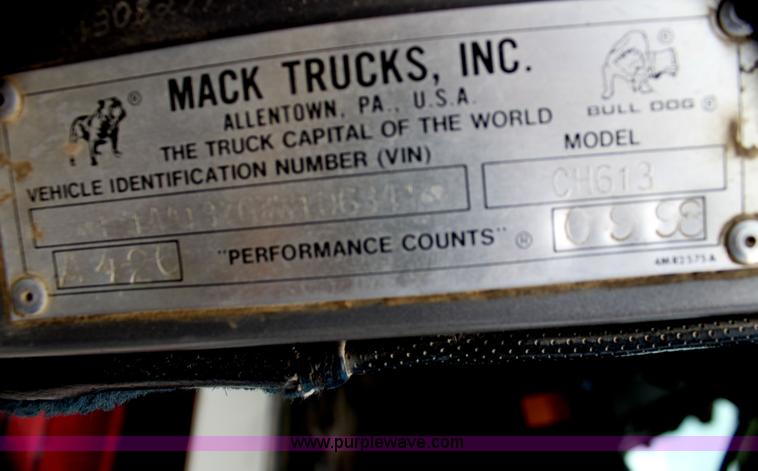 MACK TRUCKS, INC.
ALLENTOWN, PA., U.S.A.
THE TRUCK CAPITAL OF THE WORLD
BULL DOG ®
VEHICLE IDENTIFICATION NUMBER (VIN)
MODEL
CH613
"PERFORMANCE COUNTS" ®
www.purplewave.com